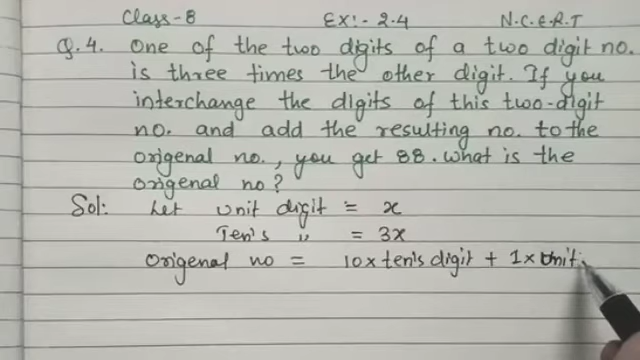 Class-8 EX:- 2.4 N.C.E.R.T
Q.4. One of the two digits of a two digit no.
is three times the other digit. If you
interchange the digits of this two-digit
no. and add the resulting no. to the
origenal no., you get 88. what is the
origenal no?
Sol: Let unit digit = x
Ten's " = 3x
Origenal no = 10x ten's digit + 1x Unit